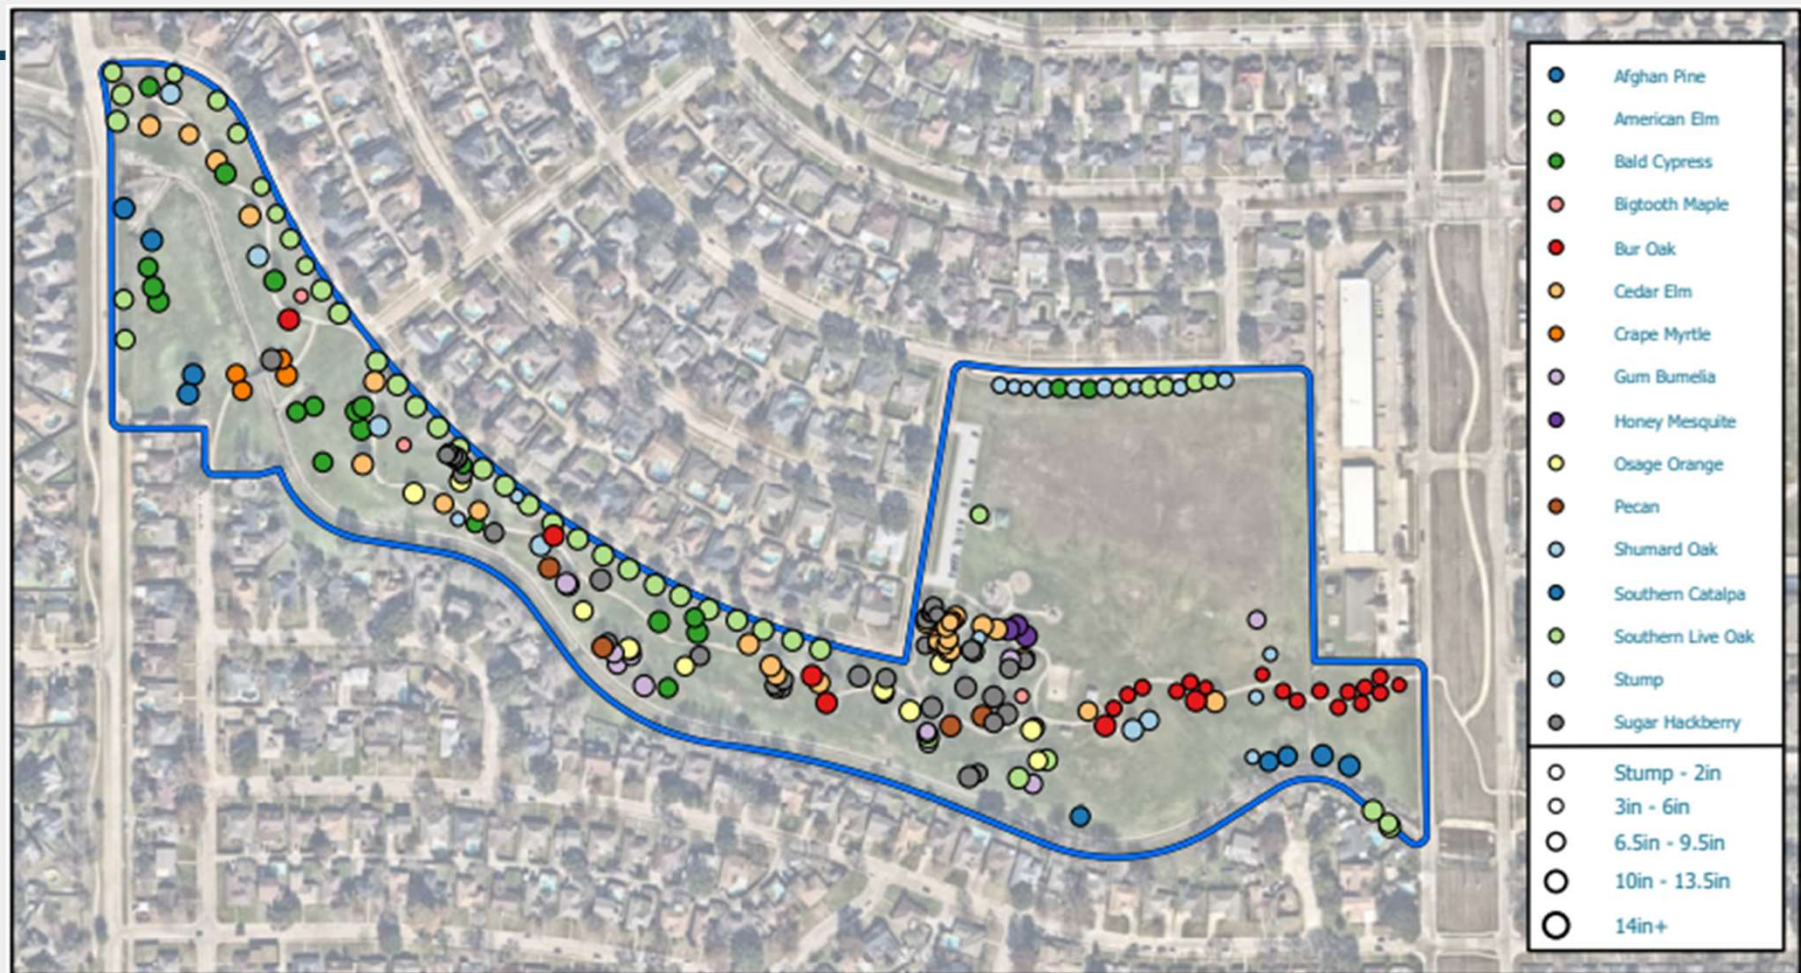 Afghan Pine
American Elm
Bald Cypress
Bigtooth Maple
Bur Oak
Cedar Elm
Crape Myrtle
Gum Bumelia
Honey Mesquite
Osage Orange
Pecan
Shumard Oak
Southern Catalpa
Southern Live Oak
Stump
Sugar Hackberry
Stump - 2in
3in - 6in
6.5in - 9.5in
10in - 13.5in
14in+